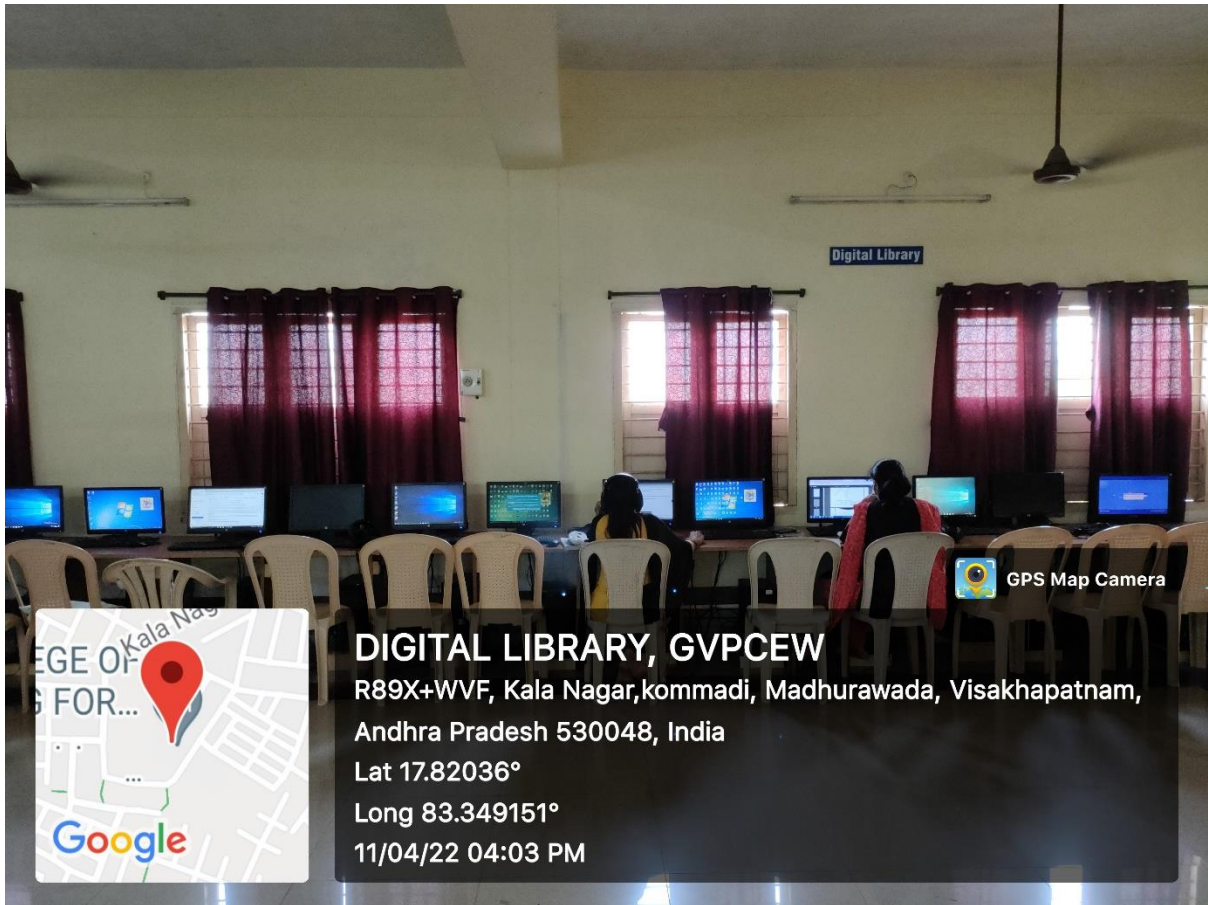 Digital Library
GPS Map Camera
Kala Nag
EGE OF
G FOR...
Google
DIGITAL LIBRARY, GVPCEW
R89X+WVF, Kala Nagar,kommadi, Madhurawada, Visakhapatnam,
Andhra Pradesh 530048, India
Lat 17.82036°
Long 83.349151°
11/04/22 04:03 PM